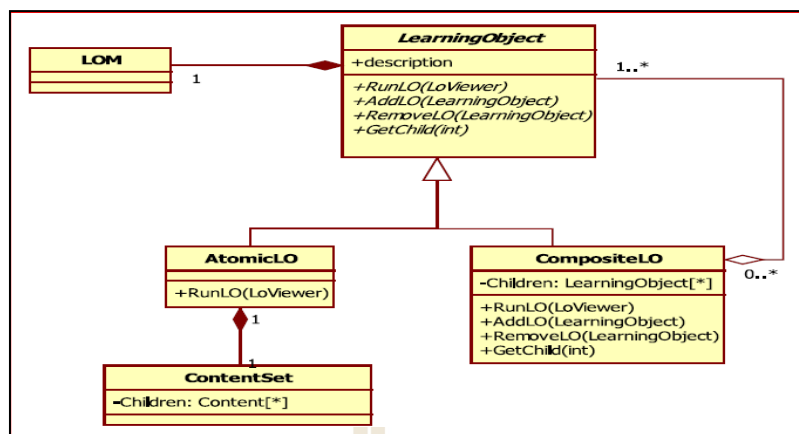 LearningObject
+description
+RunLO(LoViewer)
+AddLO(LearningObject)
+RemoveLO(LearningObject)
+GetChild(int)
LOM
1
1..*
AtomicLO
+RunLO(LoViewer)
1
1
CompositeLO
-Children: LearningObject[*]
+RunLO(LoViewer)
+AddLO(LearningObject)
+RemoveLO(LearningObject)
+GetChild(int)
0..*
ContentSet
-Children: Content[*]